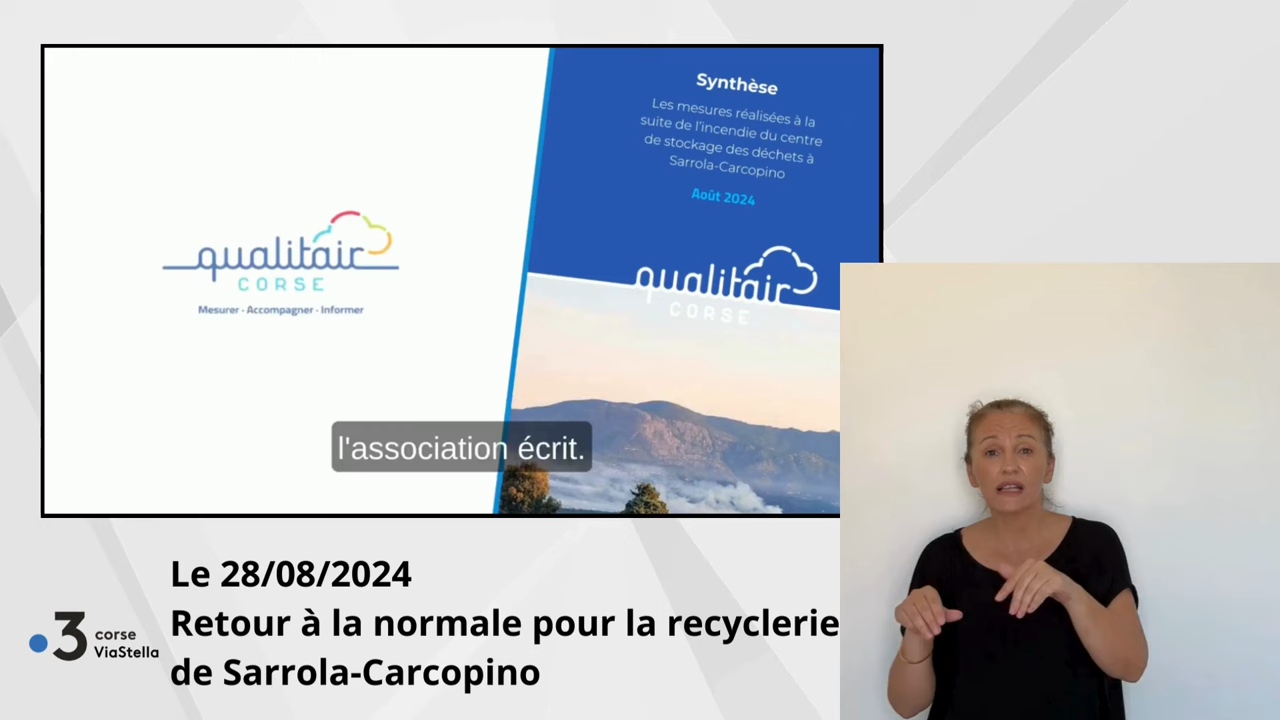 Synthèse
Les mesures réalisées à la
suite de l'incendie du centre
de stockage des déchets à
Sarrola-Carcopino
Août 2024
qualitair
CORSE
Mesurer - Accompagner - Informer
qualitair
CORSE
l'association écrit.
Le 28/08/2024
Retour à la normale pour la recyclerie
de Sarrola-Carcopino
3 corse
ViaStella